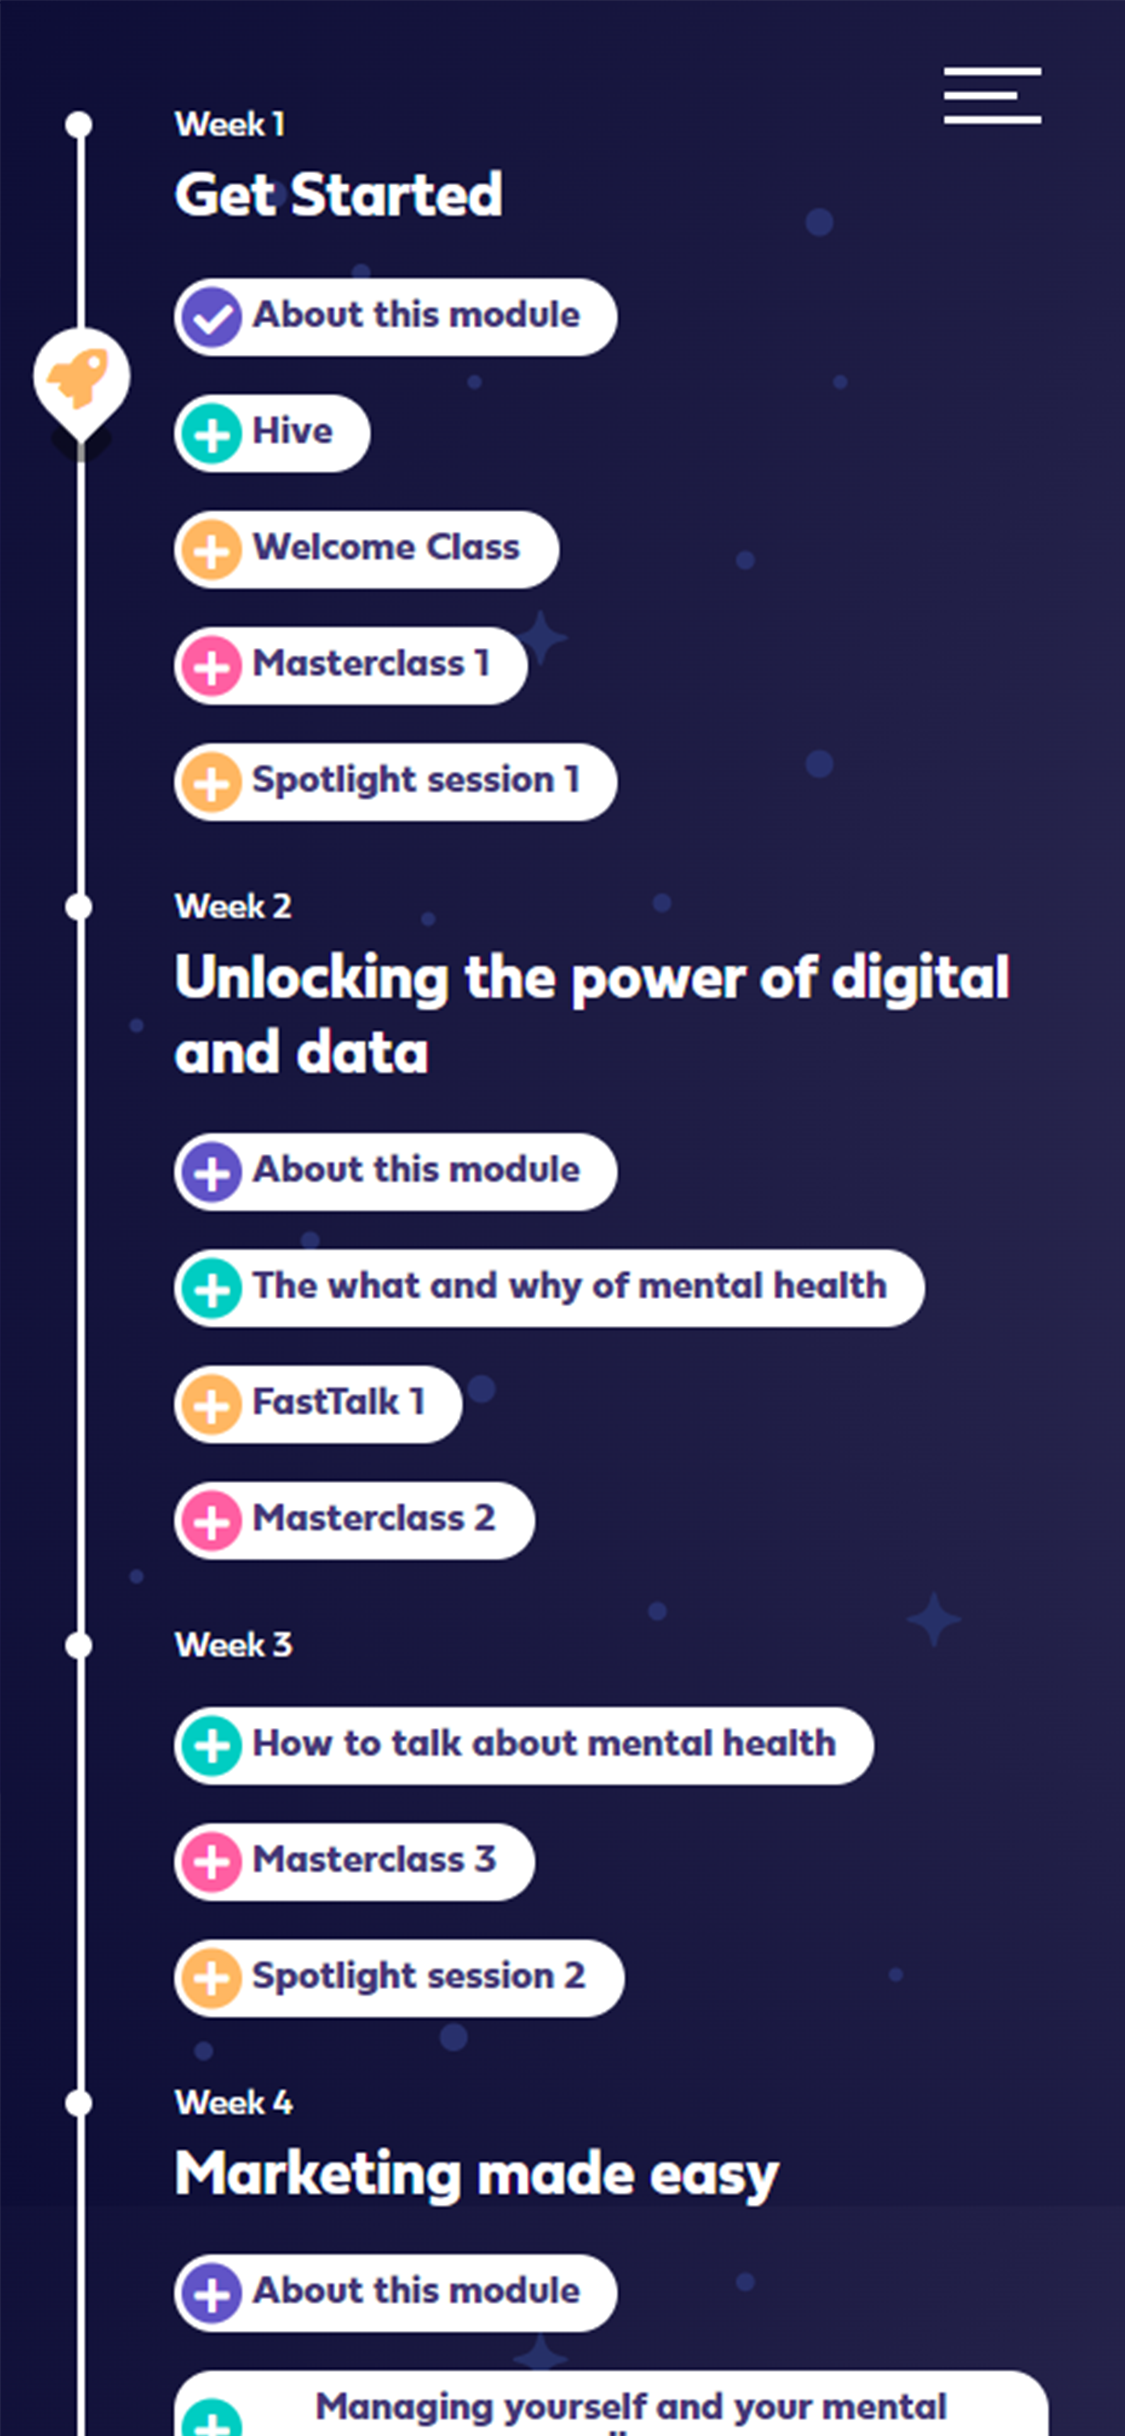 Week 1
Get Started
About this module
Hive
Welcome Class
Masterclass 1
Spotlight session 1
Week 2
Unlocking the power of digital
and data
About this module
The what and why of mental health
FastTalk 1
Masterclass 2
Week 3
How to talk about mental health
Masterclass 3
Spotlight session 2
Week 4
Marketing made easy
About this module
Managing yourself and your mental